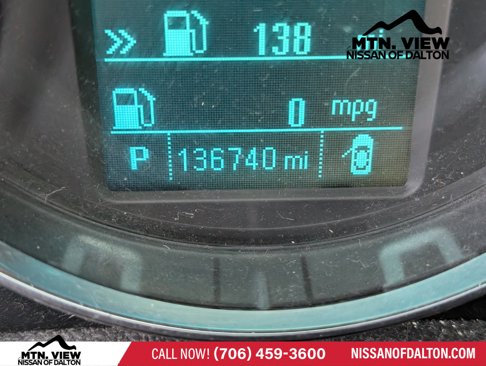 138 mi
MTN. VIEW
NISSAN OF DALTON
0 mpg
P 136740 mi
MTN. VIEW
NISSAN OF DALTON
CALL NOW! (706) 459-3600
NISSANOFDALTON.COM